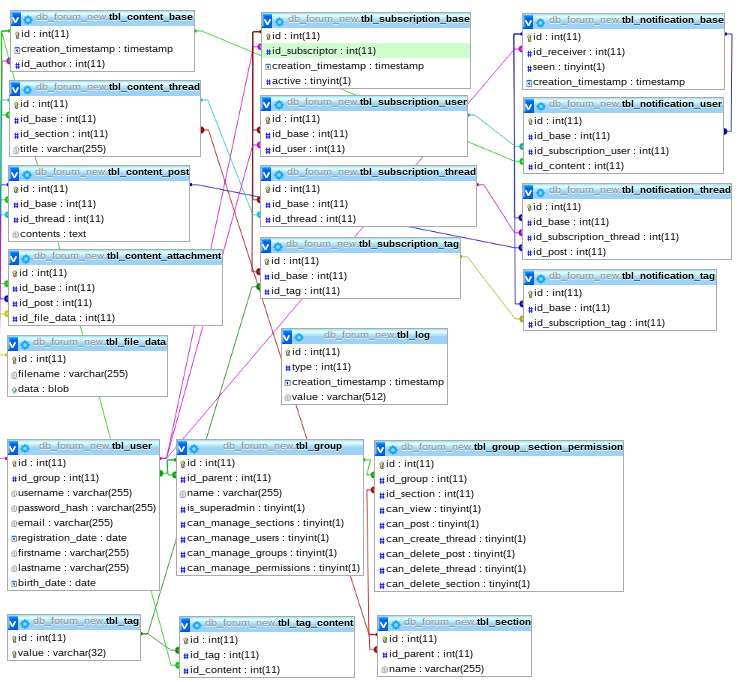 db_forum_new.tbl_content_base
id : int(11)
creation_timestamp : timestamp
id_author : int(11)
db_forum_new.tbl_content_thread
id : int(11)
id_base : int(11)
id_section : int(11)
title : varchar(255)
db_forum_new.tbl_content_post
id : int(11)
id_base : int(11)
id_thread : int(11)
contents : text
db_forum_new.tbl_content_attachment
id : int(11)
id_base : int(11)
id_post : int(11)
id_file_data : int(11)
db_forum_new.tbl_file_data
id : int(11)
filename : varchar(255)
data : blob
db_forum_new.tbl_subscription_base
id : int(11)
id_subscriptor : int(11)
creation_timestamp : timestamp
active : tinyint(1)
db_forum_new.tbl_subscription_user
id : int(11)
id_base : int(11)
id_user : int(11)
db_forum_new.tbl_subscription_thread
id : int(11)
id_base : int(11)
id_thread : int(11)
db_forum_new.tbl_subscription_tag
id : int(11)
id_base : int(11)
id_tag : int(11)
db_forum_new.tbl_log
id : int(11)
type : int(11)
creation_timestamp : timestamp
value : varchar(512)
db_forum_new.tbl_notification_base
id : int(11)
id_receiver : int(11)
seen : tinyint(1)
creation_timestamp : timestamp
db_forum_new.tbl_notification_user
id : int(11)
id_base : int(11)
id_subscription_user : int(11)
id_content : int(11)
db_forum_new.tbl_notification_thread
id : int(11)
id_base : int(11)
id_subscription_thread : int(11)
id_post : int(11)
db_forum_new.tbl_notification_tag
id : int(11)
id_base : int(11)
id_subscription_tag : int(11)
db_forum_new.tbl_user
id : int(11)
id_group : int(11)
username : varchar(255)
password_hash : varchar(255)
email : varchar(255)
registration_date : date
firstname : varchar(255)
lastname : varchar(255)
birth_date : date
db_forum_new.tbl_group
id : int(11)
id_parent : int(11)
name : varchar(255)
is_superadmin : tinyint(1)
can_manage_sections : tinyint(1)
can_manage_users : tinyint(1)
can_manage_groups : tinyint(1)
can_manage_permissions : tinyint(1)
db_forum_new.tbl_group_section_permission
id : int(11)
id_group : int(11)
id_section : int(11)
can_view : tinyint(1)
can_post : tinyint(1)
can_create_thread : tinyint(1)
can_delete_post : tinyint(1)
can_delete_thread : tinyint(1)
can_delete_section : tinyint(1)
db_forum_new.tbl_tag
id : int(11)
value : varchar(32)
db_forum_new.tbl_tag_content
id : int(11)
id_tag : int(11)
id_content : int(11)
db_forum_new.tbl_section
id : int(11)
id_parent : int(11)
name : varchar(255)